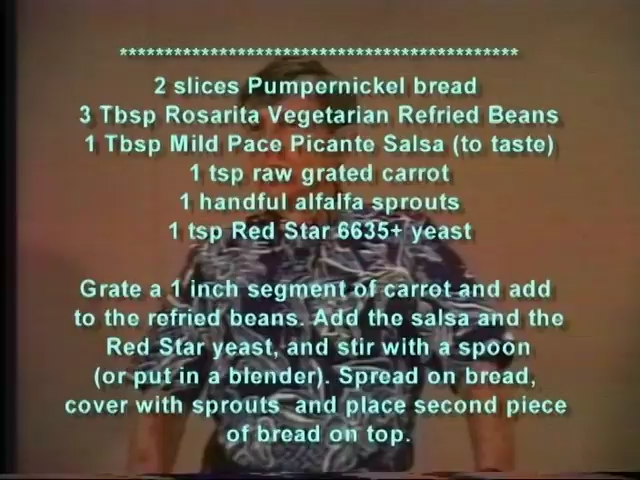 ********************************************
2 slices Pumpernickel bread
3 Tbsp Rosarita Vegetarian Refried Beans
1 Tbsp Mild Pace Picante Salsa (to taste)
1 tsp raw grated carrot
1 handful alfalfa sprouts
1 tsp Red Star 6635+ yeast
Grate a 1 inch segment of carrot and add
to the refried beans. Add the salsa and the
Red Star yeast, and stir with a spoon
(or put in a blender). Spread on bread,
cover with sprouts and place second piece
of bread on top.